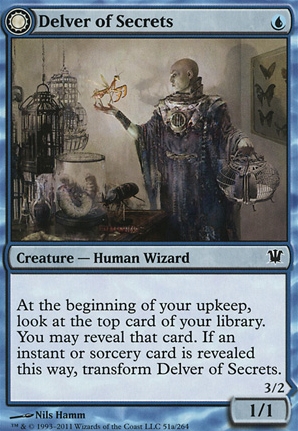 Delver of Secrets
Creature — Human Wizard
At the beginning of your upkeep,
look at the top card of your library.
You may reveal that card. If an
instant or sorcery card is revealed
this way, transform Delver of Secrets.
3/2
Nils Hamm
1/1
™ & © 1993–2011 Wizards of the Coast LLC 51a/264